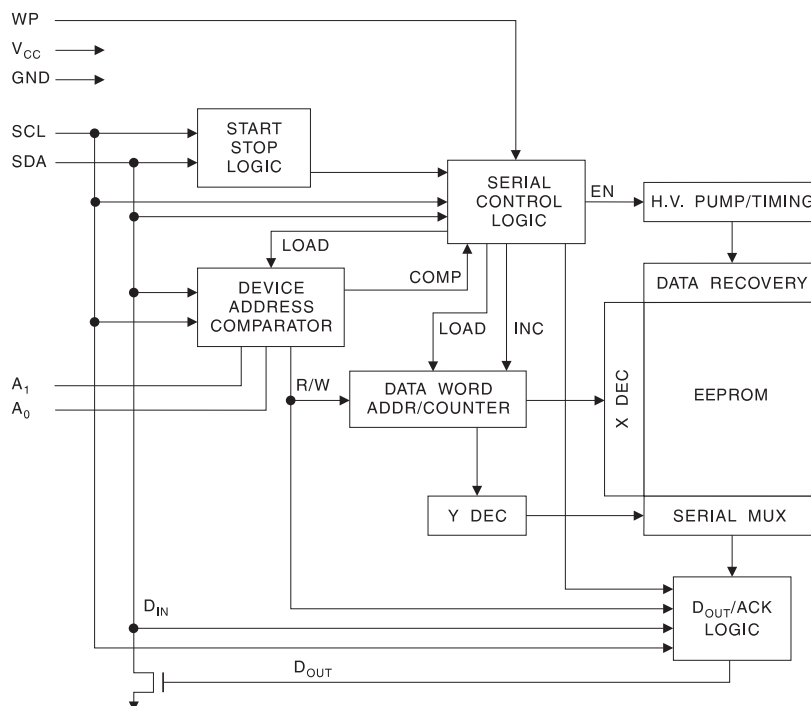 WP
VCC
GND
SCL
SDA
START
STOP
LOGIC
SERIAL
CONTROL
LOGIC
EN
H.V. PUMP/TIMING
LOAD
COMP
DEVICE
ADDRESS
COMPARATOR
DATA RECOVERY
LOAD
INC
A1
A0
R/W
DATA WORD
ADDR/COUNTER
X DEC
EEPROM
Y DEC
SERIAL MUX
DIN
DOUT/ACK
LOGIC
DOUT